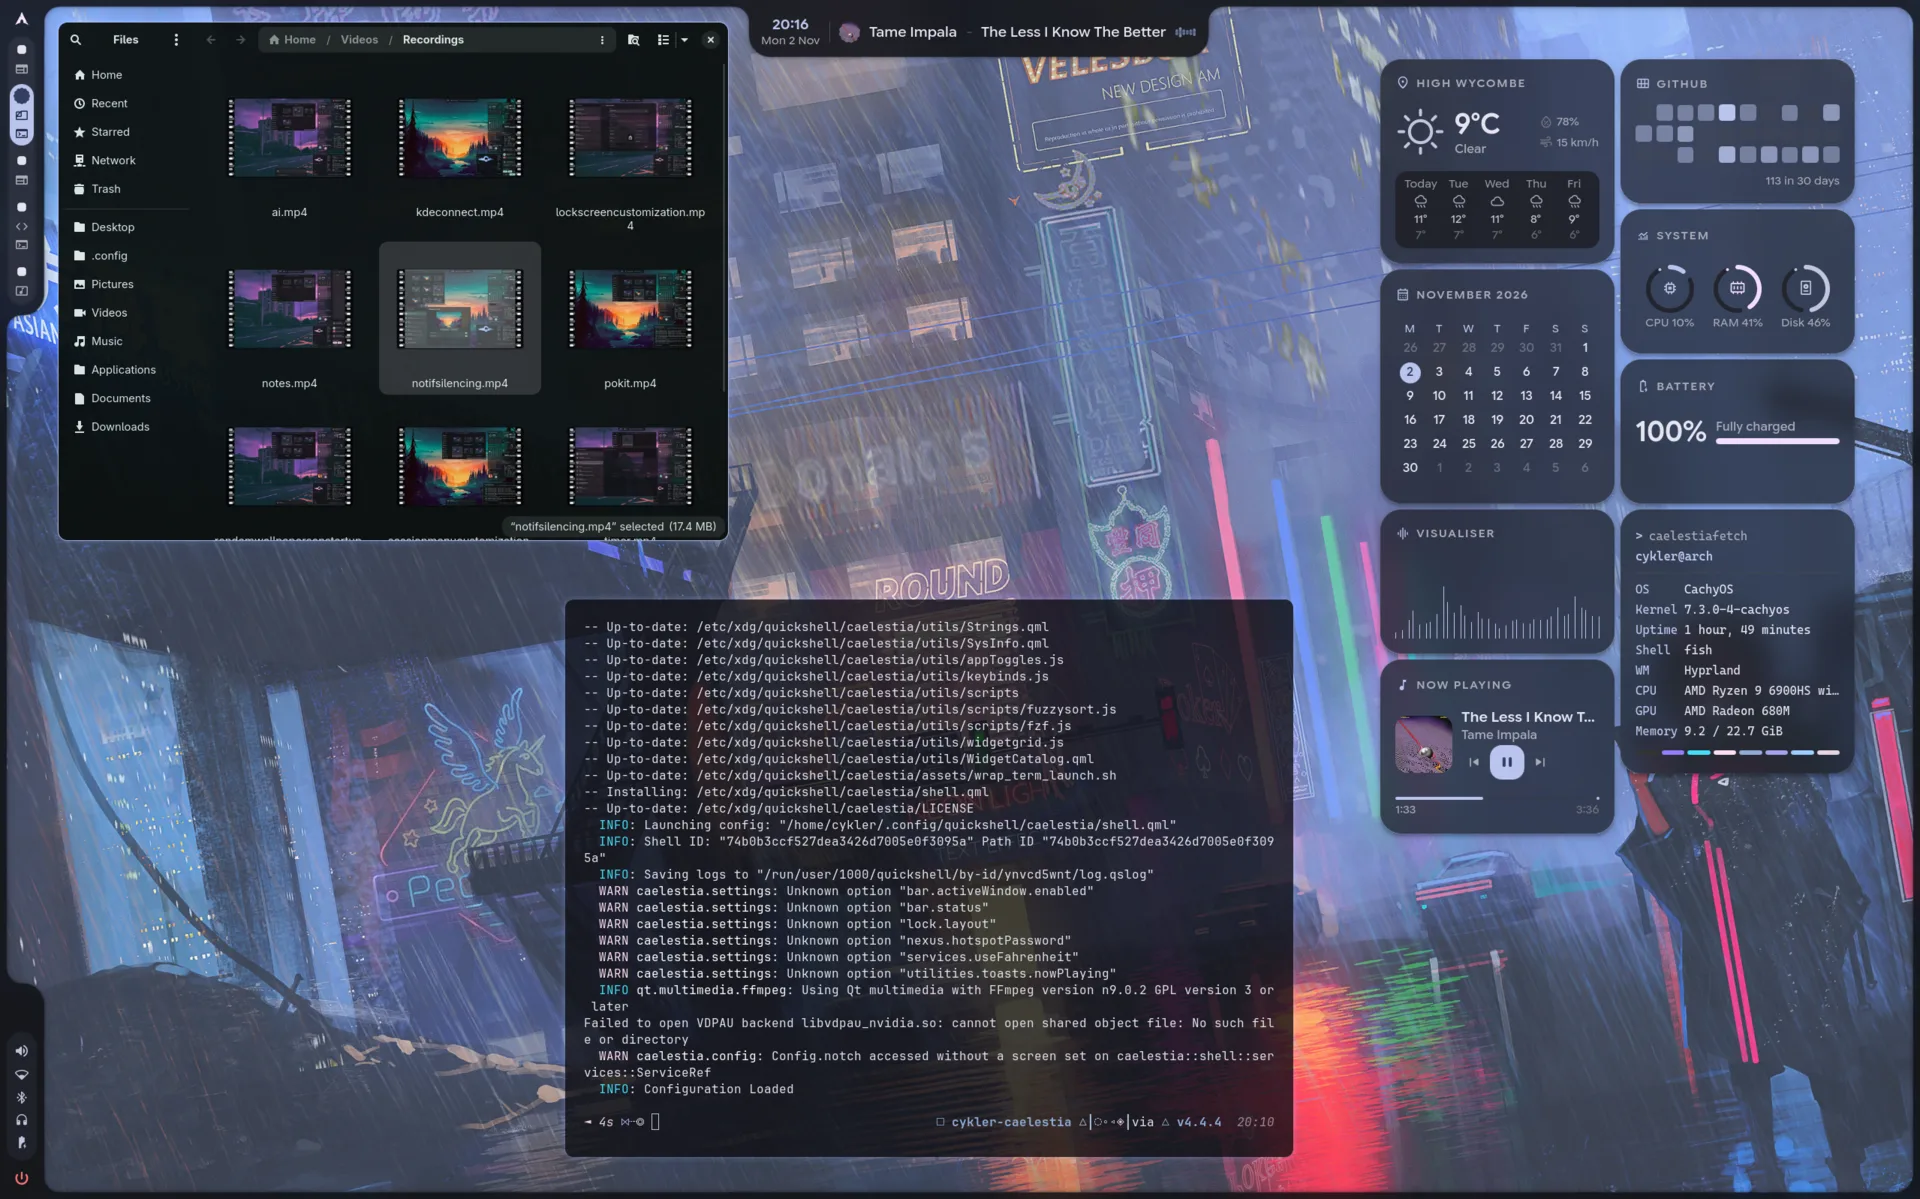 Files
Home / Videos / Recordings
Home
Recent
Starred
Network
Trash
Desktop
.config
Pictures
Videos
Music
Applications
Documents
Downloads
ai.mp4
kdeconnect.mp4
lockscreencustomization.mp
4
notes.mp4
notifsilencing.mp4
pokit.mp4
“notifsilencing.mp4” selected (17.4 MB)
20:16
Mon 2 Nov
Tame Impala - The Less I Know The Better
NEW DESIGN AM
ROUND
ASIAN
-- Up-to-date: /etc/xdg/quickshell/caelestia/utils/Strings.qml
-- Up-to-date: /etc/xdg/quickshell/caelestia/utils/SysInfo.qml
-- Up-to-date: /etc/xdg/quickshell/caelestia/utils/appToggles.js
-- Up-to-date: /etc/xdg/quickshell/caelestia/utils/keybinds.js
-- Up-to-date: /etc/xdg/quickshell/caelestia/utils/scripts
-- Up-to-date: /etc/xdg/quickshell/caelestia/utils/scripts/fuzzysort.js
-- Up-to-date: /etc/xdg/quickshell/caelestia/utils/scripts/fzf.js
-- Up-to-date: /etc/xdg/quickshell/caelestia/utils/widgetgrid.js
-- Up-to-date: /etc/xdg/quickshell/caelestia/utils/WidgetCatalog.qml
-- Up-to-date: /etc/xdg/quickshell/caelestia/assets/wrap_term_launch.sh
-- Installing: /etc/xdg/quickshell/caelestia/shell.qml
-- Up-to-date: /etc/xdg/quickshell/caelestia/LICENSE
INFO: Launching config: "/home/cykler/.config/quickshell/caelestia/shell.qml"
INFO: Shell ID: "74b0b3ccf527dea3426d7005e0f3095a" Path ID "74b0b3ccf527dea3426d7005e0f309
5a"
INFO: Saving logs to "/run/user/1000/quickshell/by-id/ynvcd5wnt/log.qslog"
WARN caelestia.settings: Unknown option "bar.activeWindow.enabled"
WARN caelestia.settings: Unknown option "bar.status"
WARN caelestia.settings: Unknown option "lock.layout"
WARN caelestia.settings: Unknown option "nexus.hotspotPassword"
WARN caelestia.settings: Unknown option "services.useFahrenheit"
WARN caelestia.settings: Unknown option "utilities.toasts.nowPlaying"
INFO qt.multimedia.ffmpeg: Using Qt multimedia with FFmpeg version n9.0.2 GPL version 3 or
later
Failed to open VDPAU backend libvdpau_nvidia.so: cannot open shared object file: No such fil
e or directory
WARN caelestia.config: Config.notch accessed without a screen set on caelestia::shell::ser
vices::ServiceRef
INFO: Configuration Loaded
4s
cykler-caelestia via v4.4.4 20:10
HIGH WYCOMBE
9°C
Clear
78%
15 km/h
Today Tue Wed Thu Fri
11° 12° 11° 8° 9°
7° 7° 7° 6° 6°
NOVEMBER 2026
M T W T F S S
26 27 28 29 30 31 1
2 3 4 5 6 7 8
9 10 11 12 13 14 15
16 17 18 19 20 21 22
23 24 25 26 27 28 29
30 1 2 3 4 5 6
VISUALISER
NOW PLAYING
The Less I Know T...
Tame Impala
1:33 3:36
GITHUB
113 in 30 days
SYSTEM
CPU 10% RAM 41% Disk 46%
BATTERY
100% Fully charged
> caelestiafetch
cykler@arch
OS CachyOS
Kernel 7.3.0-4-cachyos
Uptime 1 hour, 49 minutes
Shell fish
WM Hyprland
CPU AMD Ryzen 9 6900HS wi…
GPU AMD Radeon 680M
Memory 9.2 / 22.7 GiB